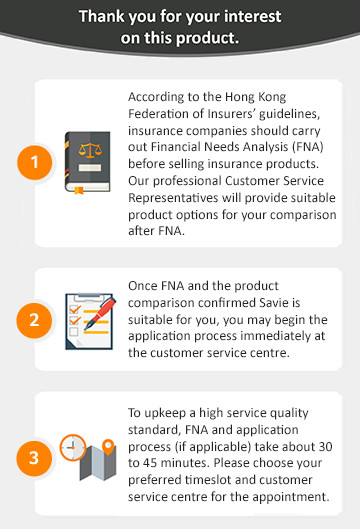 Thank you for your interest
on this product.
1
According to the Hong Kong
Federation of Insurers' guidelines,
insurance companies should carry
out Financial Needs Analysis (FNA)
before selling insurance products.
Our professional Customer Service
Representatives will provide suitable
product options for your comparison
after FNA.
2
Once FNA and the product
comparison confirmed Savie is
suitable for you, you may begin the
application process immediately at
the customer service centre.
3
To upkeep a high service quality
standard, FNA and application
process (if applicable) take about 30
to 45 minutes. Please choose your
preferred timeslot and customer
service centre for the appointment.